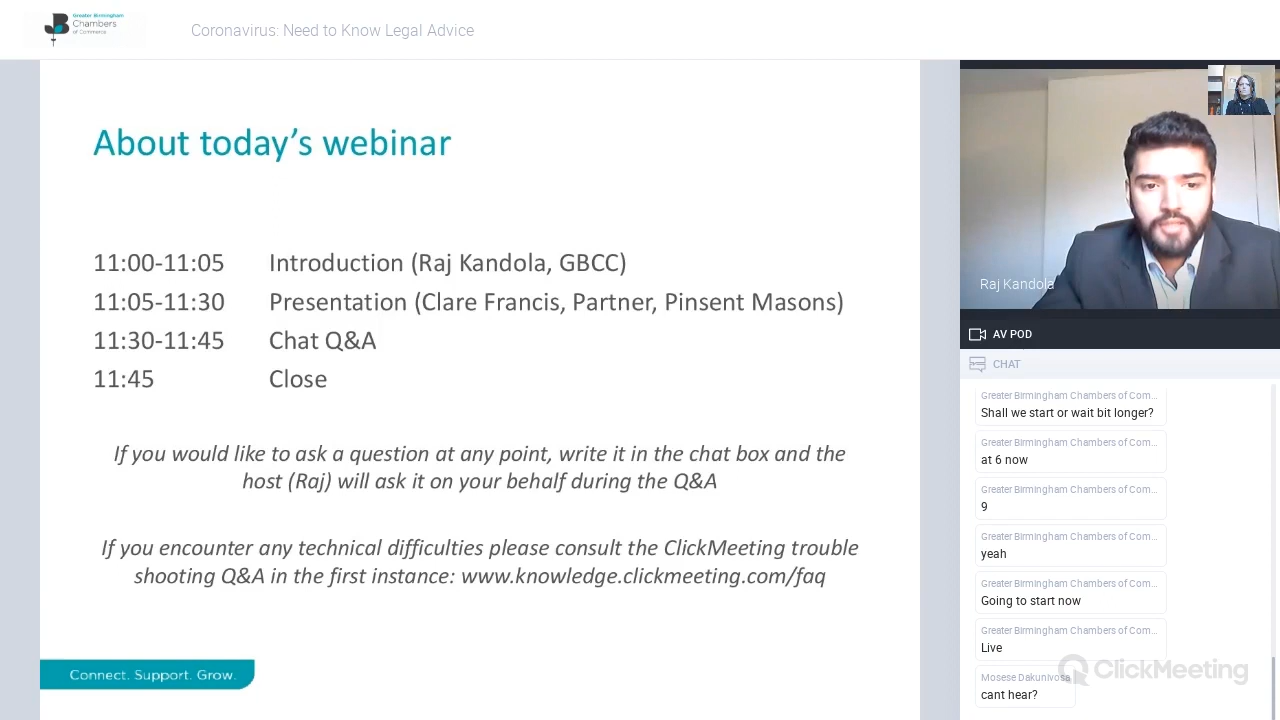 Greater Birmingham
Chambers
of Commerce
Coronavirus: Need to Know Legal Advice
About today's webinar
11:00-11:05 Introduction (Raj Kandola, GBCC)
11:05-11:30 Presentation (Clare Francis, Partner, Pinsent Masons)
11:30-11:45 Chat Q&A
11:45 Close
If you would like to ask a question at any point, write it in the chat box and the
host (Raj) will ask it on your behalf during the Q&A
If you encounter any technical difficulties please consult the ClickMeeting trouble
shooting Q&A in the first instance: www.knowledge.clickmeeting.com/faq
Connect. Support. Grow.
Raj Kandola
AV POD
CHAT
Greater Birmingham Chambers of Com...
Shall we start or wait bit longer?
Greater Birmingham Chambers of Com...
at 6 now
Greater Birmingham Chambers of Com...
9
Greater Birmingham Chambers of Com...
yeah
Greater Birmingham Chambers of Com...
Going to start now
Greater Birmingham Chambers of Com...
Live
Mosese Dakunivosa
cant hear?
ClickMeeting